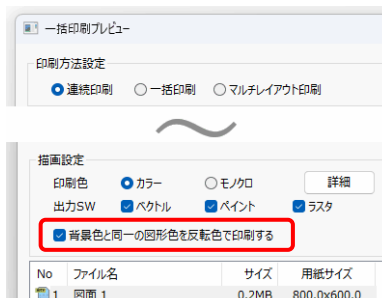 一括印刷プレビュー
印刷方法設定
連続印刷 一括印刷 マルチレイアウト印刷
描画設定
印刷色 カラー モノクロ 詳細
出力SW ベクトル ペイント ラスタ
背景色と同一の図形色を反転色で印刷する
No ファイル名 サイズ 用紙サイズ
1 図面 1 0.2MB 800.0x600.0